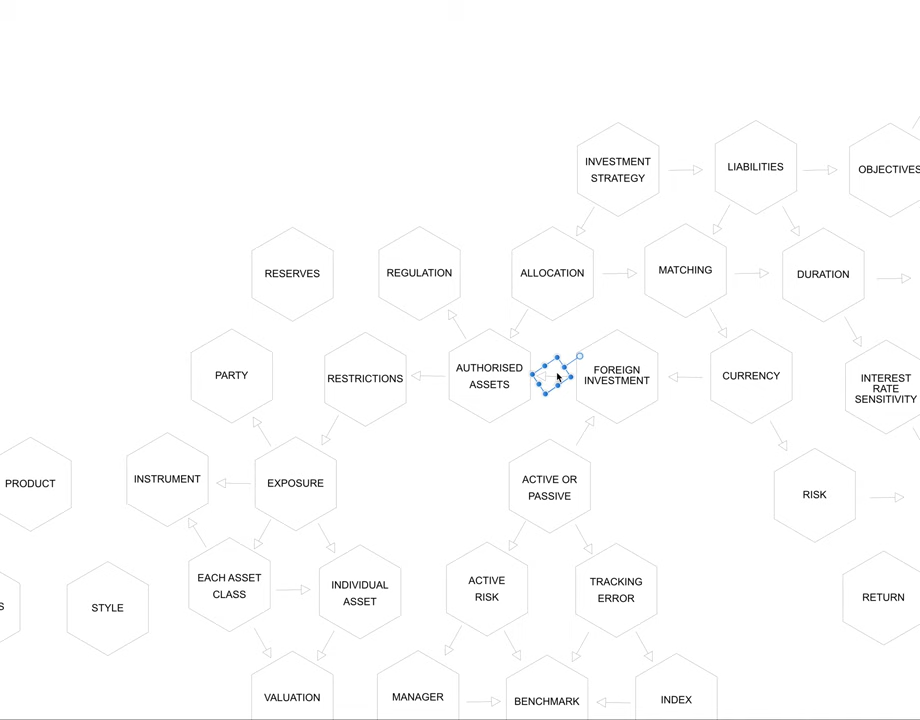 INVESTMENT
STRATEGY
LIABILITIES
OBJECTIVES
RESERVES
REGULATION
ALLOCATION
MATCHING
DURATION
PARTY
RESTRICTIONS
AUTHORISED
ASSETS
FOREIGN
INVESTMENT
CURRENCY
INTEREST
RATE
SENSITIVITY
PRODUCT
INSTRUMENT
EXPOSURE
ACTIVE OR
PASSIVE
RISK
S
STYLE
EACH ASSET
CLASS
INDIVIDUAL
ASSET
ACTIVE
RISK
TRACKING
ERROR
RETURN
VALUATION
MANAGER
BENCHMARK
INDEX